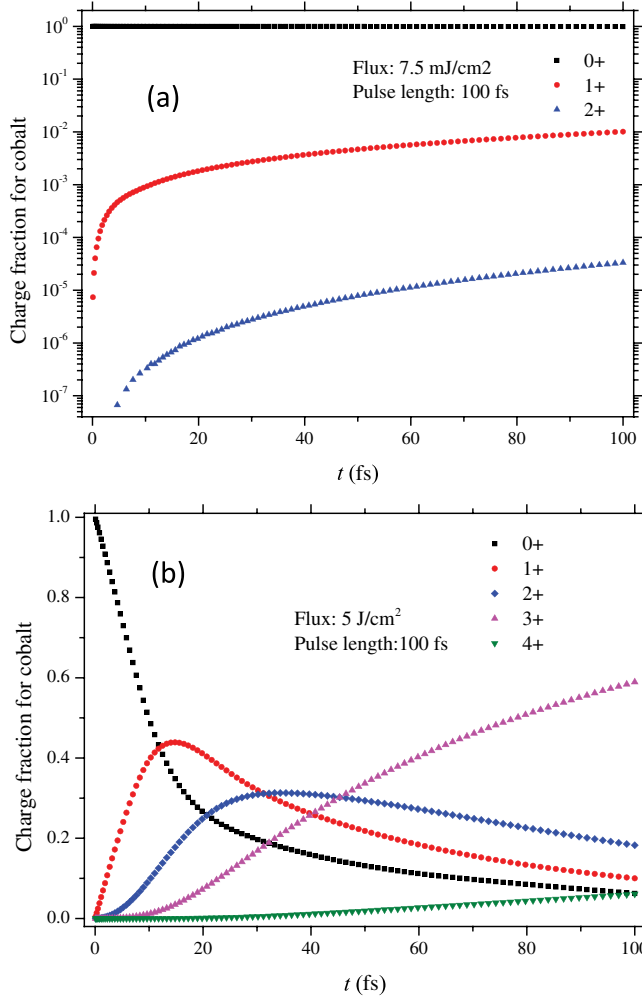 10^0
10^-1
10^-2
10^-3
10^-4
10^-5
10^-6
10^-7
Charge fraction for cobalt
(a)
Flux: 7.5 mJ/cm2
Pulse length: 100 fs
0+
1+
2+
0 20 40 60 80 100
t (fs)
1.0
0.8
0.6
0.4
0.2
0.0
Charge fraction for cobalt
(b)
Flux: 5 J/cm²
Pulse length:100 fs
0+
1+
2+
3+
4+
0 20 40 60 80 100
t (fs)